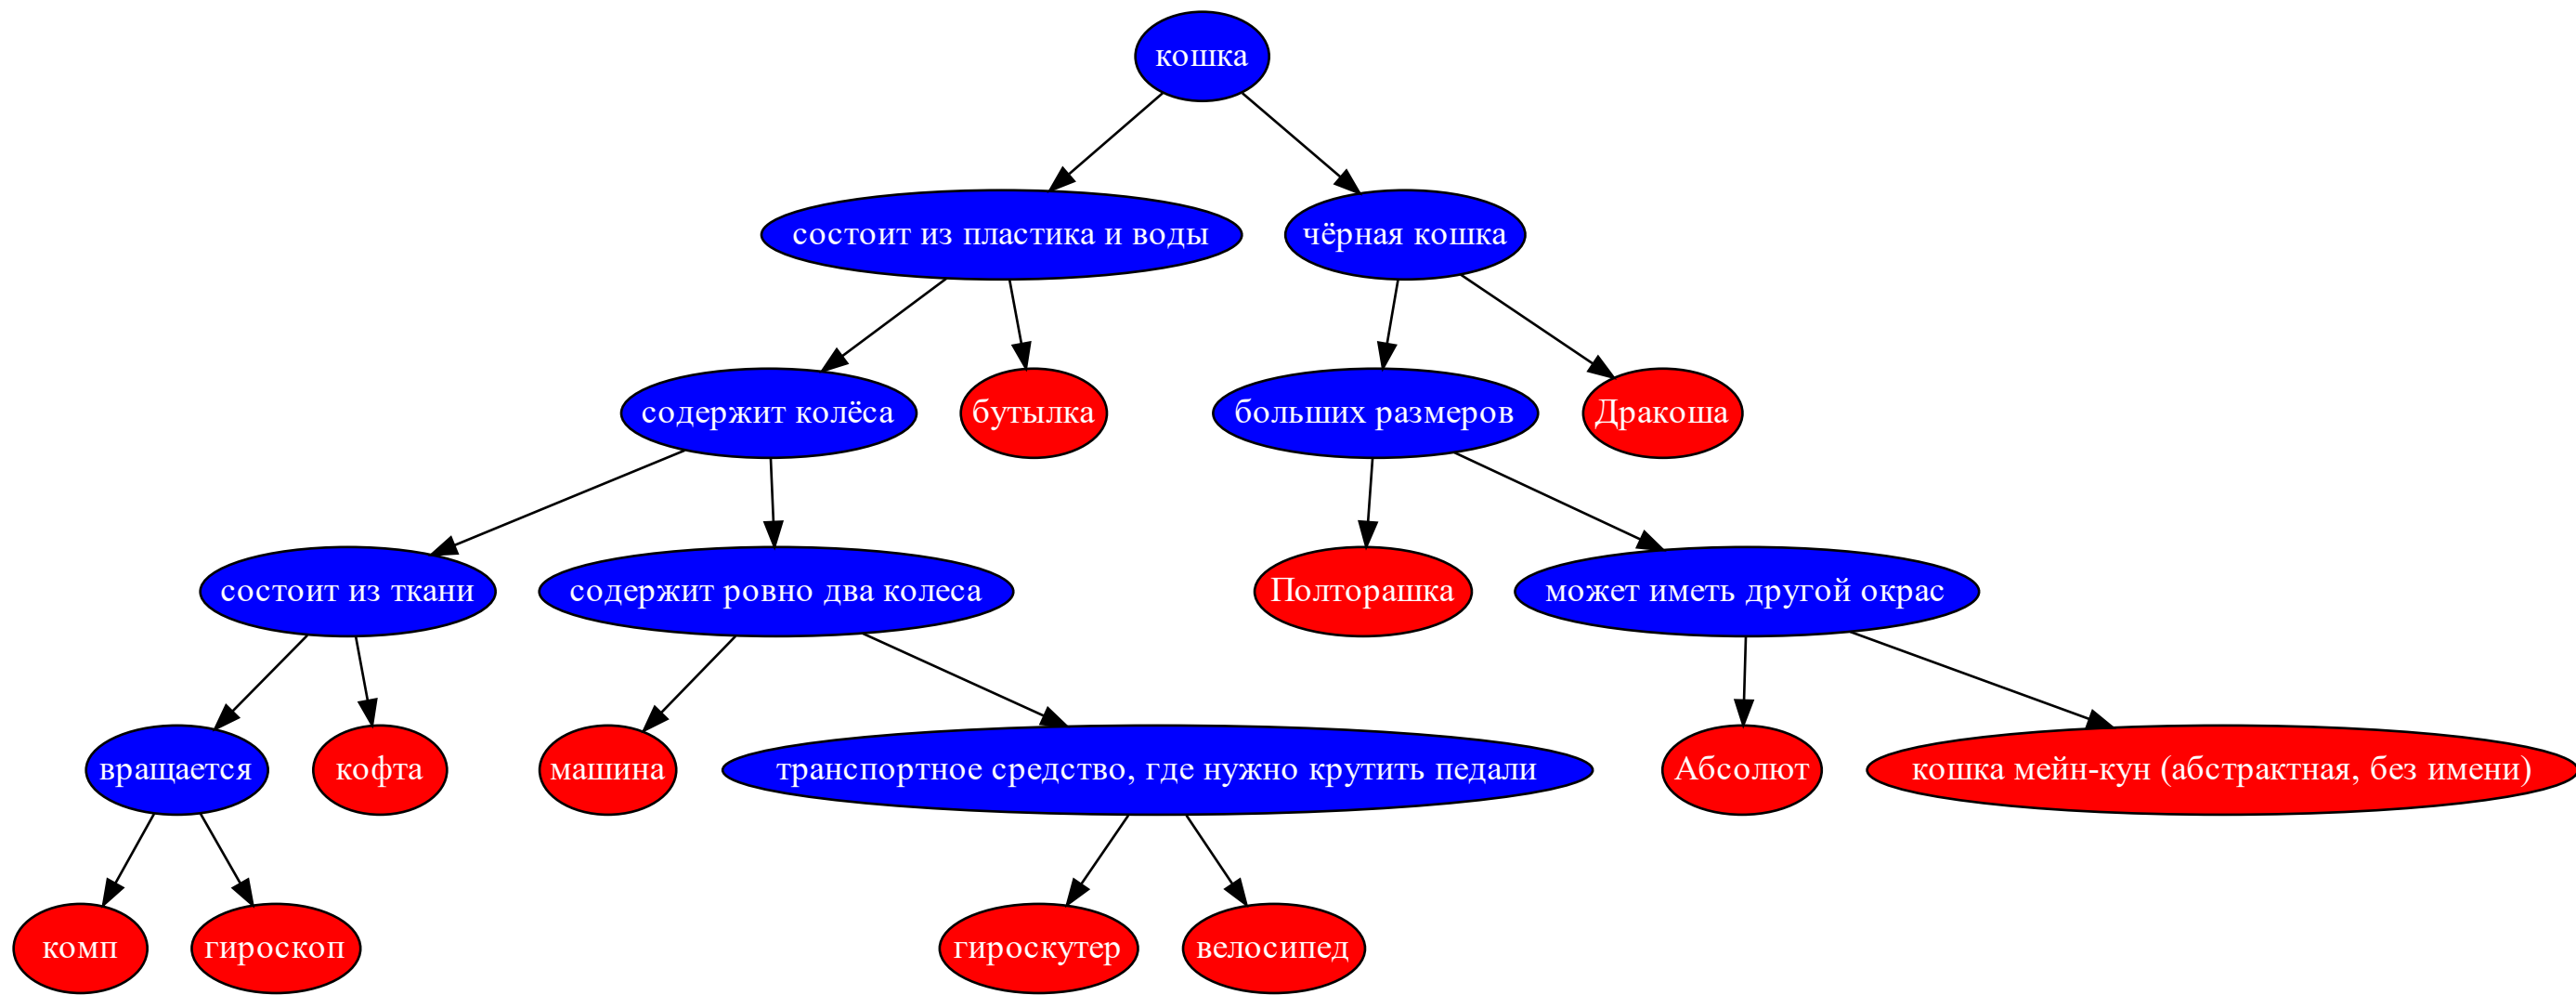 кошка
состоит из пластика и воды
чёрная кошка
содержит колёса
бутылка
больших размеров
Дракоша
состоит из ткани
содержит ровно два колеса
Полторашка
может иметь другой окрас
вращается
кофта
машина
транспортное средство, где нужно крутить педали
Абсолют
кошка мейн-кун (абстрактная, без имени)
комп
гироскоп
гироскутер
велосипед